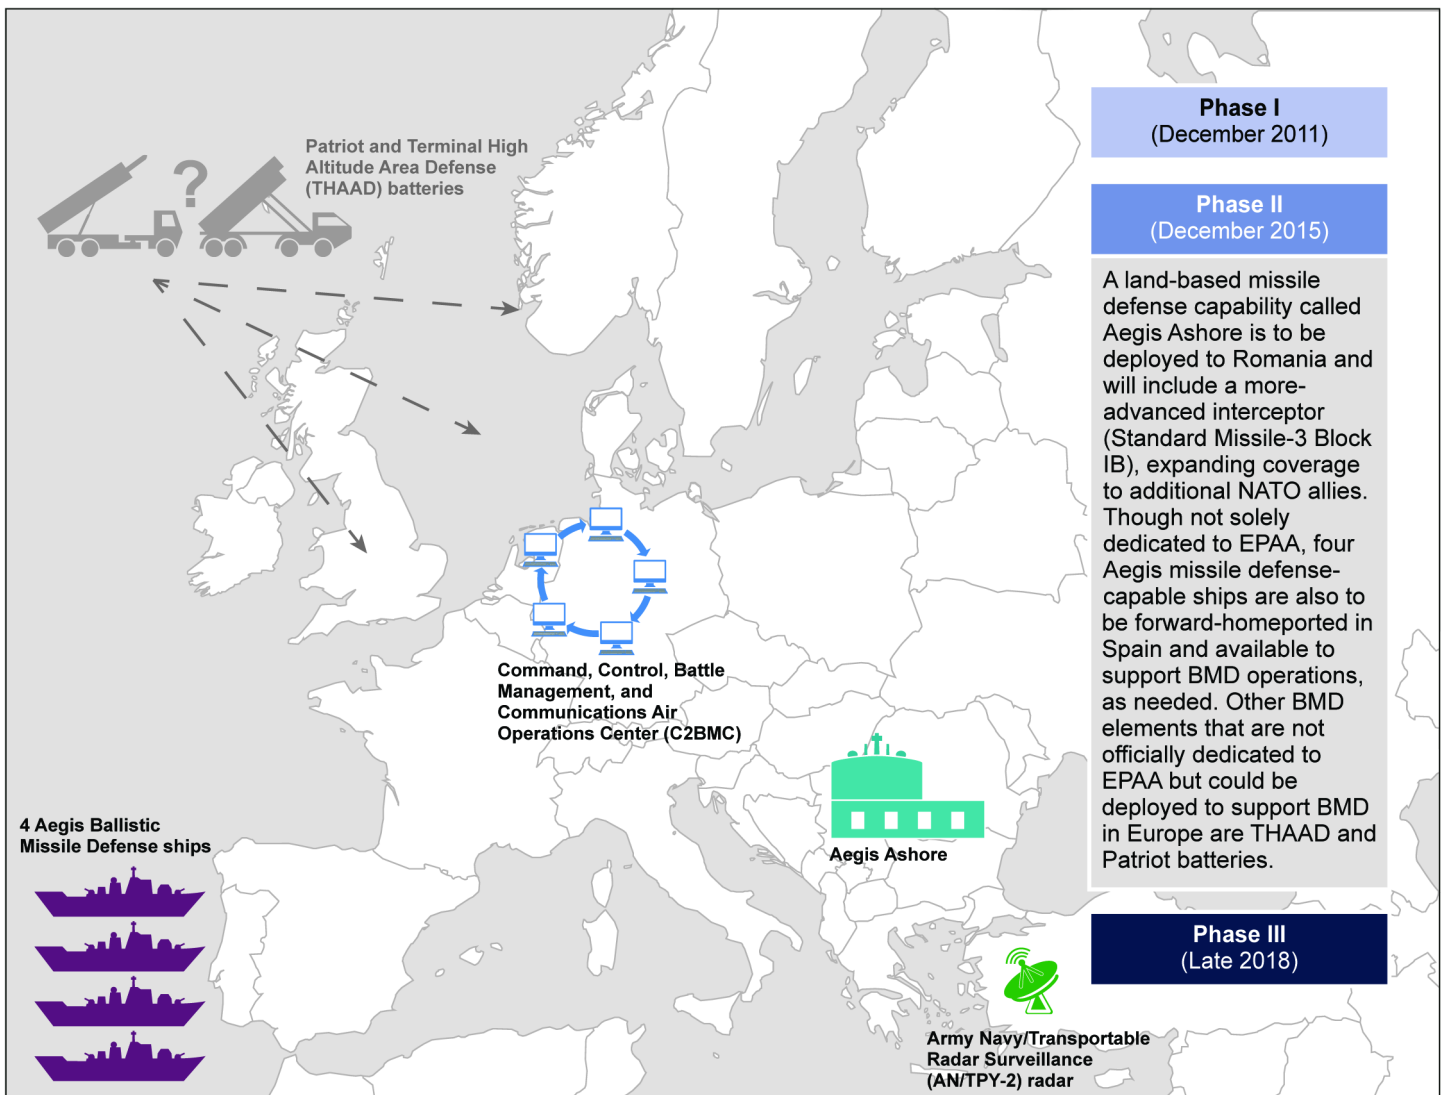 Patriot and Terminal High
Altitude Area Defense
(THAAD) batteries
?
Phase I
(December 2011)
Phase II
(December 2015)
A land-based missile
defense capability called
Aegis Ashore is to be
deployed to Romania and
will include a more-
advanced interceptor
(Standard Missile-3 Block
IB), expanding coverage
to additional NATO allies.
Though not solely
dedicated to EPAA, four
Aegis missile defense-
capable ships are also to
be forward-homeported in
Spain and available to
support BMD operations,
as needed. Other BMD
elements that are not
officially dedicated to
EPAA but could be
deployed to support BMD
in Europe are THAAD and
Patriot batteries.
Phase III
(Late 2018)
Command, Control, Battle
Management, and
Communications Air
Operations Center (C2BMC)
4 Aegis Ballistic
Missile Defense ships
Aegis Ashore
Army Navy/Transportable
Radar Surveillance
(AN/TPY-2) radar